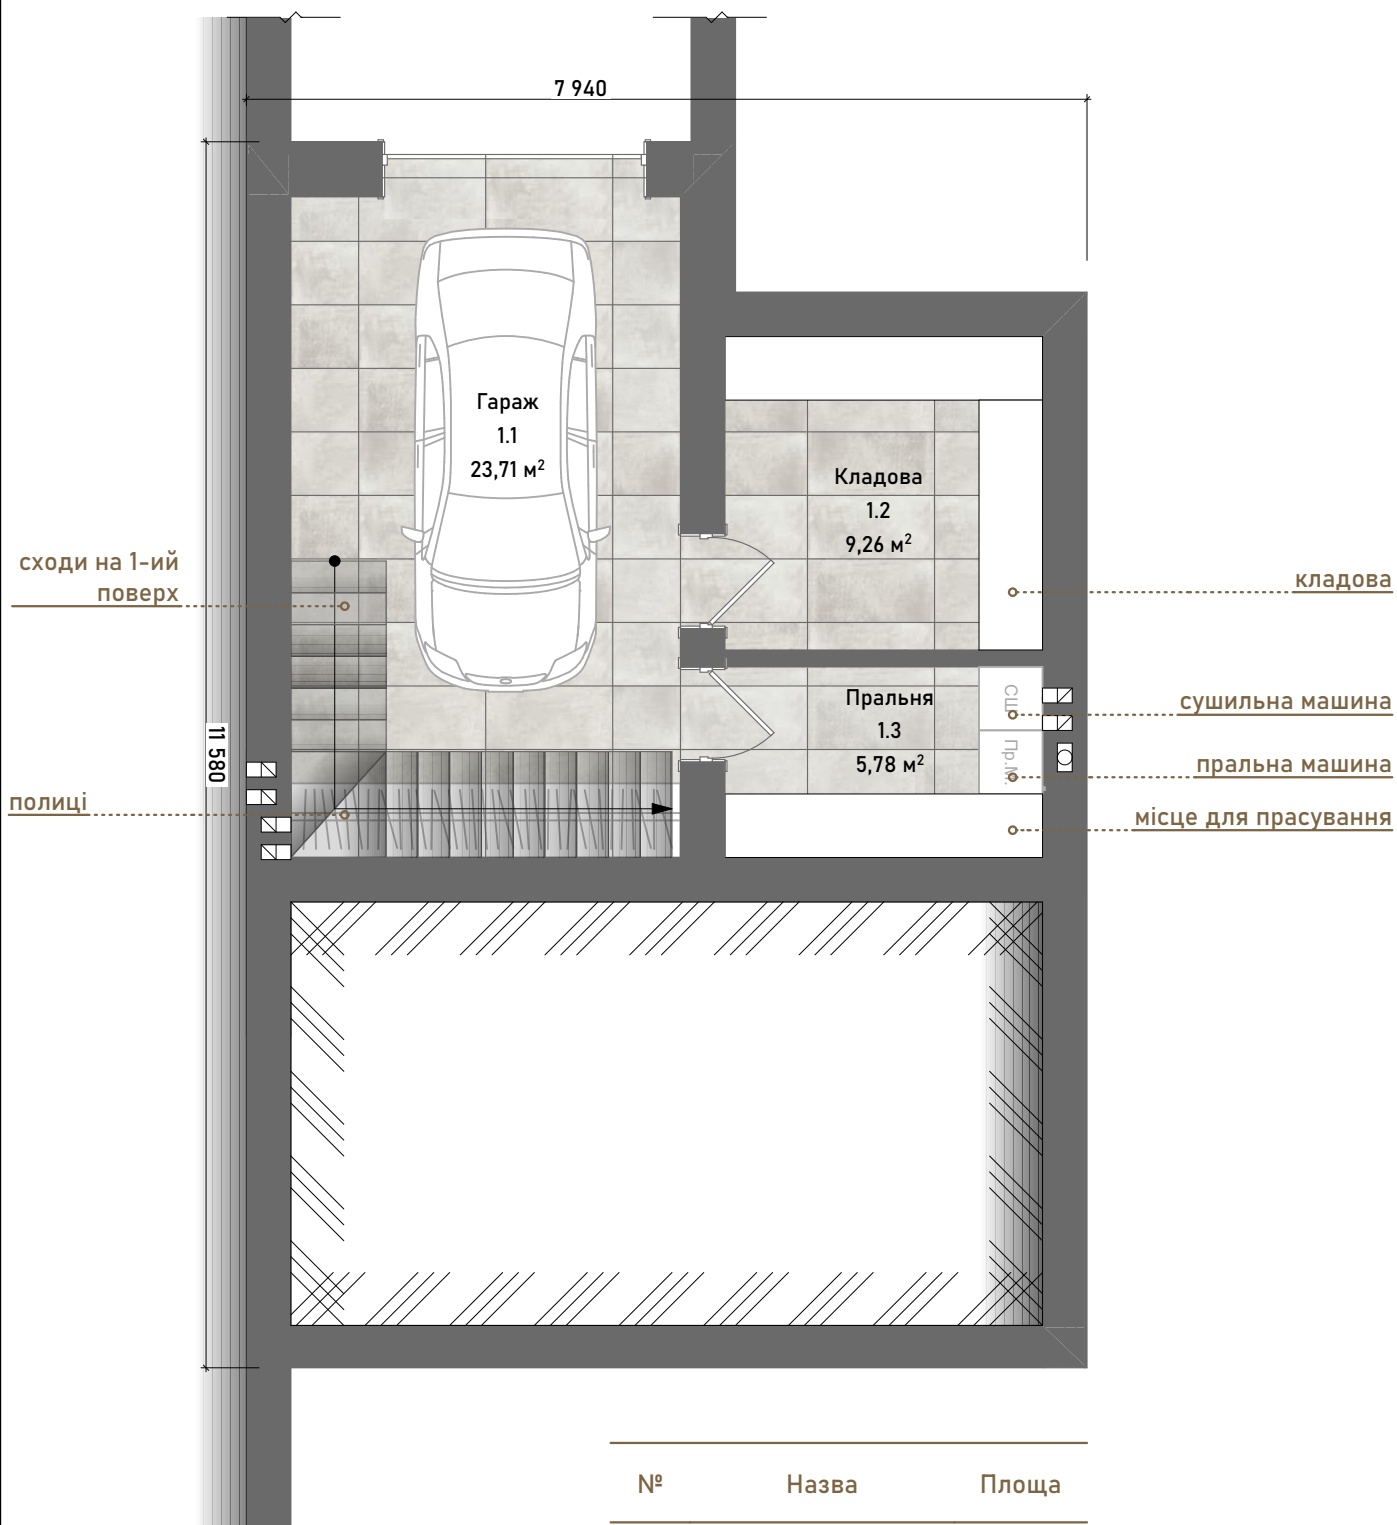 7 940
Гараж
1.1
23,71 м²
Кладова
1.2
9,26 м²
сходи на 1-ий
поверх
кладова
СШ
Пральня
1.3
5,78 м²
сушильна машина
11 580
Пр.М.
пральна машина
полиці
місце для прасування
№ Назва Площа